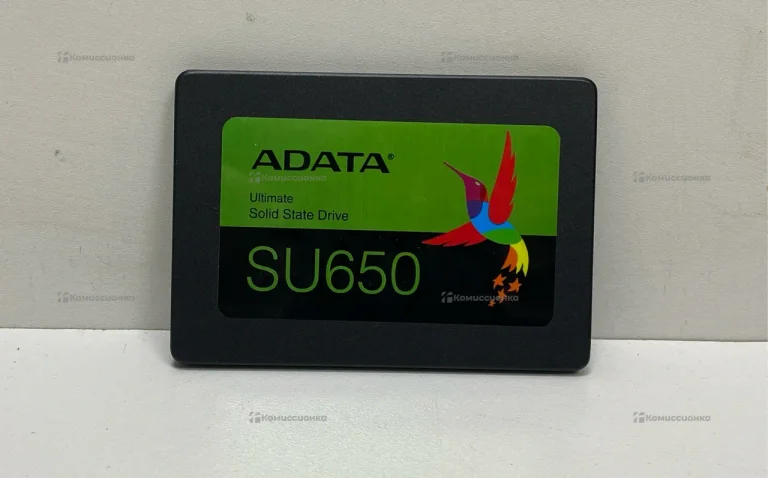 Комиссионка
Комиссионка
ADATA®
Комиссионка
Комиссионка
Ultimate
Solid State Drive
SU650
Комиссионка
Комиссионка
Комиссионка
Комиссионка